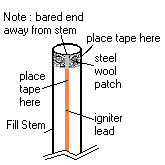 Note : bared end
away from stem
place
tape here
steel
wool
patch
place
tape
here
Fill Stem
igniter
lead